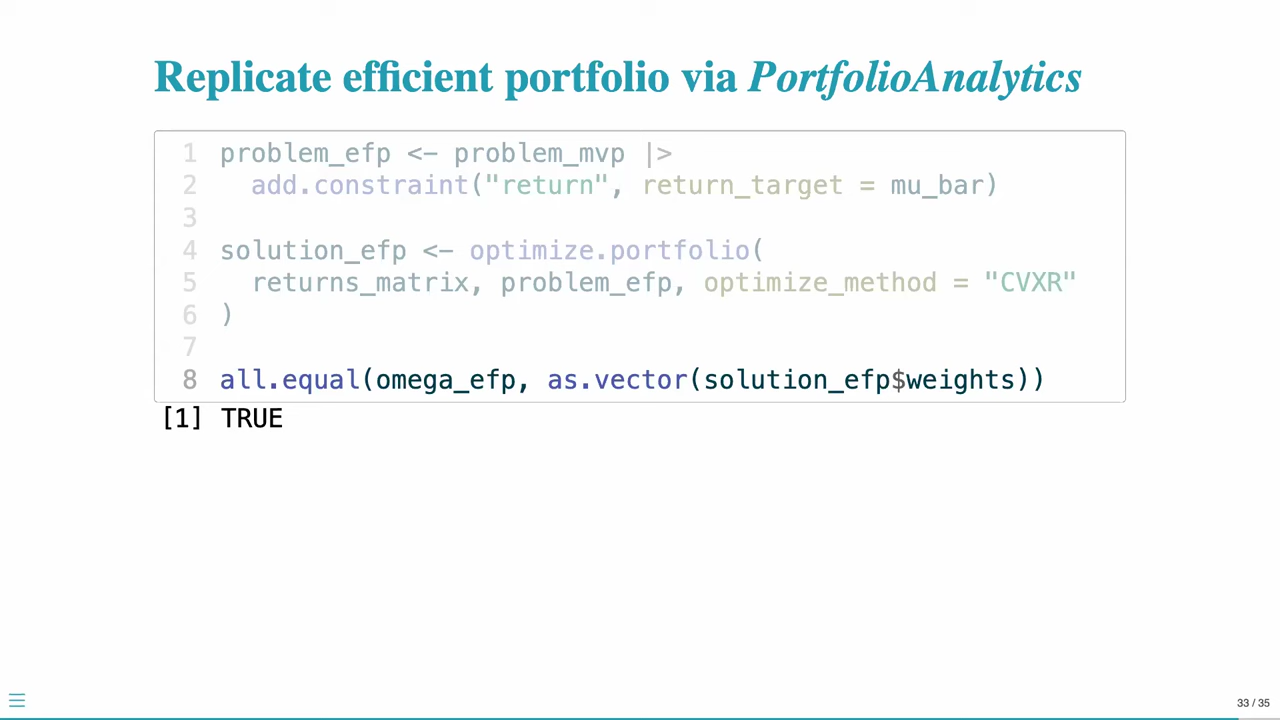 Replicate efficient portfolio via PortfolioAnalytics
1 problem_efp <- problem_mvp |>
2   add.constraint("return", return_target = mu_bar)
3
4 solution_efp <- optimize.portfolio(
5   returns_matrix, problem_efp, optimize_method = "CVXR"
6 )
7
8 all.equal(omega_efp, as.vector(solution_efp$weights))
[1] TRUE
33 / 35